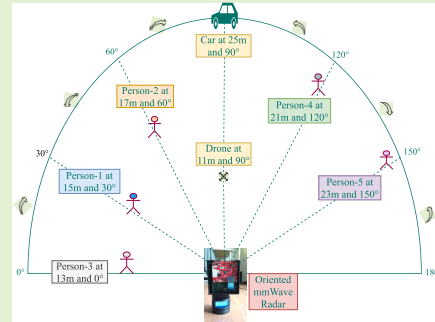 Car at 25m
and 90°
60°
120°
Person-2 at
17m and 60°
Person-4 at
21m and 120°
Drone at
11m and 90°
30°
150°
Person-1 at
15m and 30°
Person-5 at
23m and 150°
0°
Person-3 at
13m and 0°
Oriented
mmWave
Radar